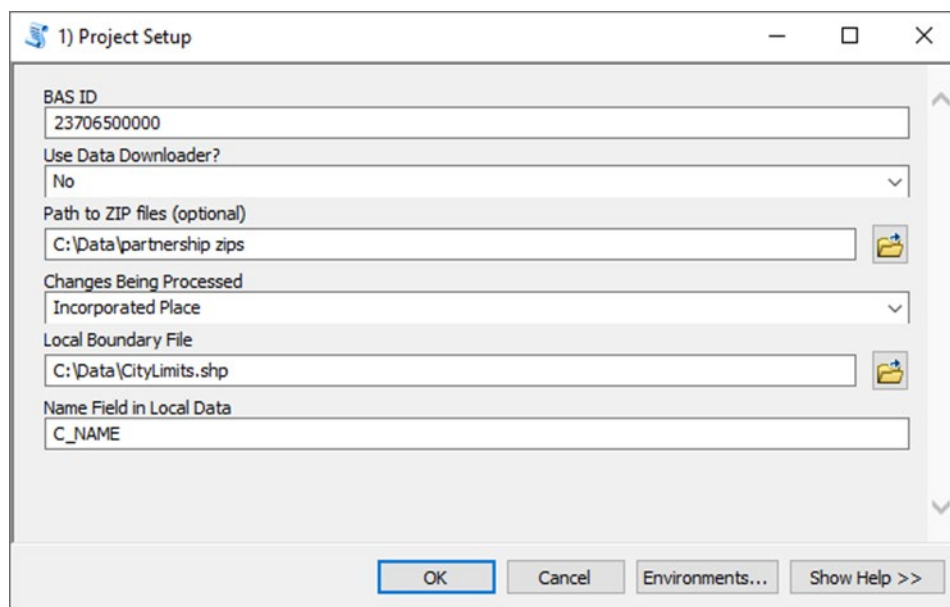 1) Project Setup
BAS ID
23706500000
Use Data Downloader?
No
Path to ZIP files (optional)
C:\Data\partnership zips
Changes Being Processed
Incorporated Place
Local Boundary File
C:\Data\CityLimits.shp
Name Field in Local Data
C_NAME
OK Cancel Environments... Show Help >>